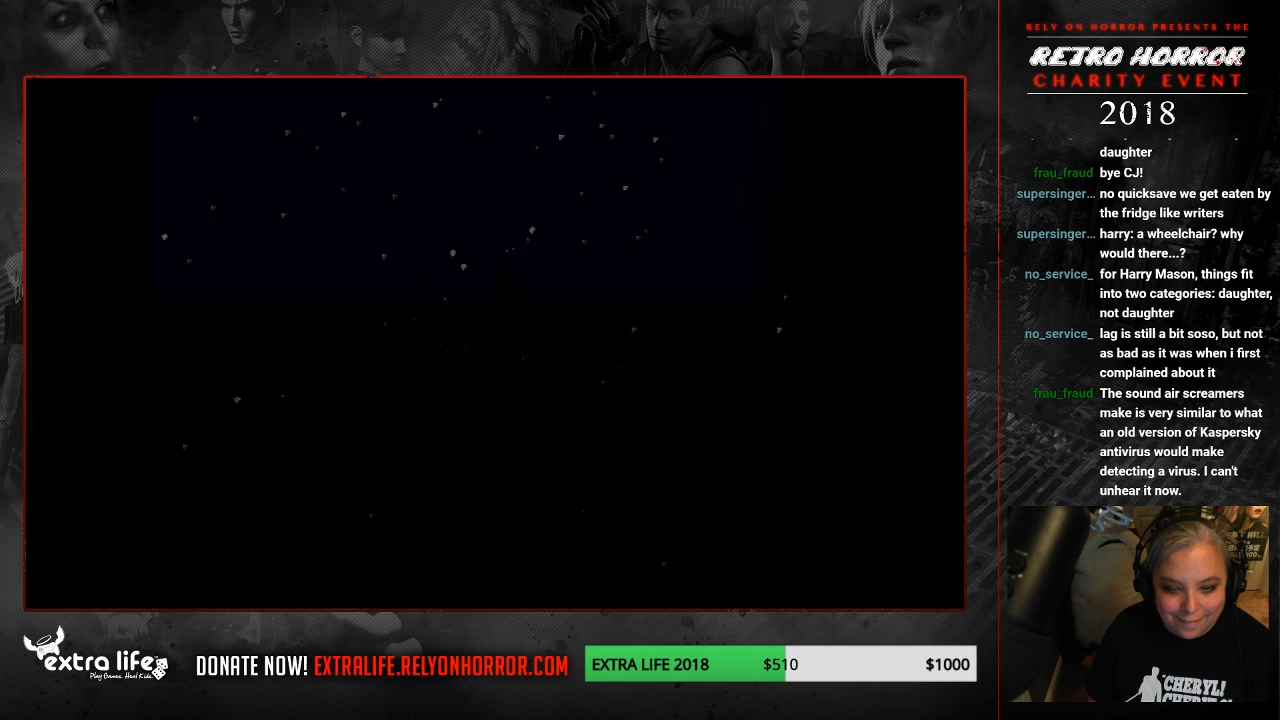 RELY ON HORROR PRESENTS THE
RETRO HORROR
CHARITY EVENT
2018
daughter
frau_fraud bye CJ!
supersinger… no quicksave we get eaten by
the fridge like writers
supersinger… harry: a wheelchair? why
would there...?
no_service_ for Harry Mason, things fit
into two categories: daughter,
not daughter
no_service_ lag is still a bit soso, but not
as bad as it was when i first
complained about it
frau_fraud The sound air screamers
make is very similar to what
an old version of Kaspersky
antivirus would make
detecting a virus. I can't
unhear it now.
CHERYL!
extra life
Play Games. Heal Kids.
DONATE NOW! EXTRALIFE.RELYONHORROR.COM
EXTRA LIFE 2018 $510 $1000